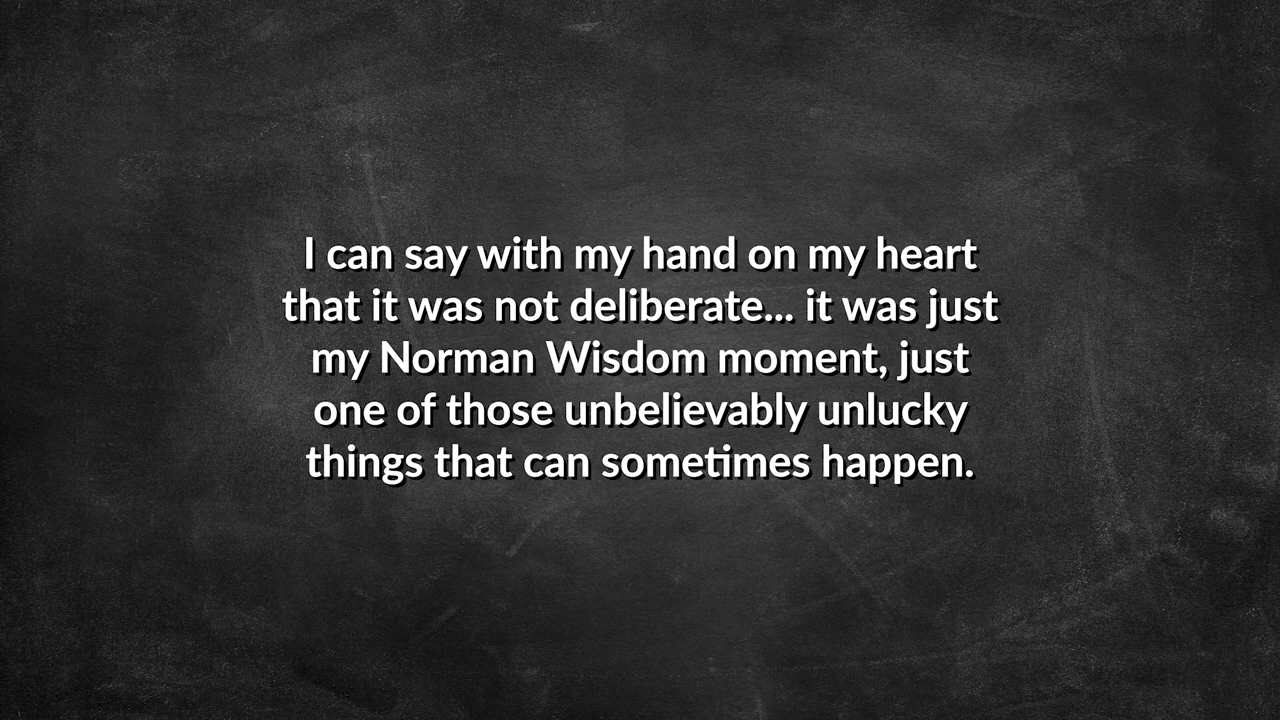 I can say with my hand on my heart
that it was not deliberate... it was just
my Norman Wisdom moment, just
one of those unbelievably unlucky
things that can sometimes happen.